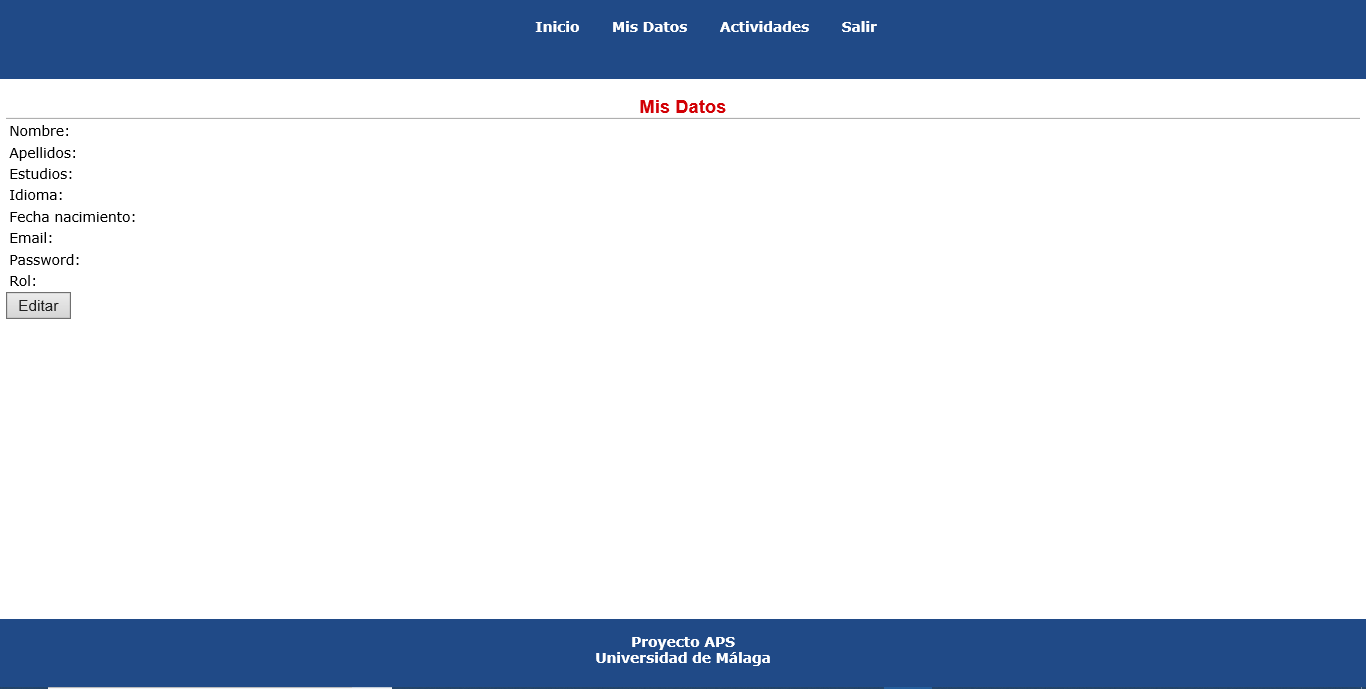 Inicio Mis Datos Actividades Salir
Mis Datos
Nombre:
Apellidos:
Estudios:
Idioma:
Fecha nacimiento:
Email:
Password:
Rol:
Editar
Proyecto APS
Universidad de Málaga